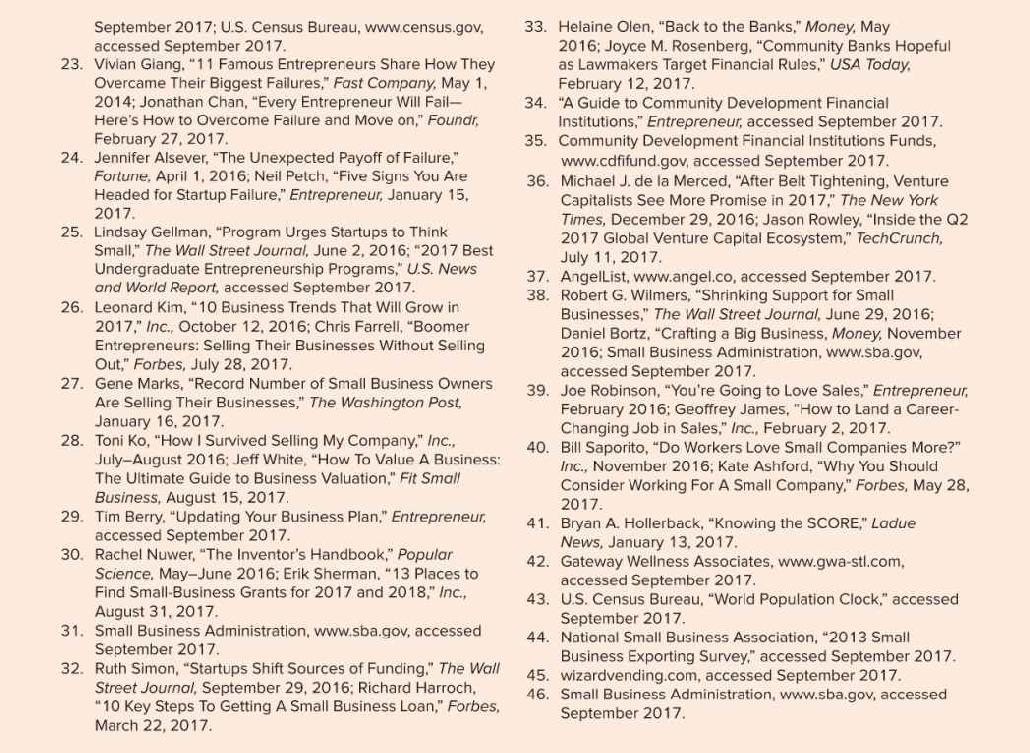 September 2017; U.S. Census Bureau, www.census.gov,
accessed September 2017.
23. Vivian Giang, “11 Famous Entrepreneurs Share How They
Overcame Their Biggest Failures,” Fast Company, May 1,
2014; Jonathan Chan, “Every Entrepreneur Will Fail—
Here’s How to Overcome Failure and Move on,” Foundr,
February 27, 2017.
24. Jennifer Alsever, “The Unexpected Payoff of Failure,”
Fortune, April 1, 2016; Neil Petch, “Five Signs You Are
Headed for Startup Failure,” Entrepreneur, January 15,
2017.
25. Lindsay Gellman, “Program Urges Startups to Think
Small,” The Wall Street Journal, June 2, 2016; “2017 Best
Undergraduate Entrepreneurship Programs,” U.S. News
and World Report, accessed September 2017.
26. Leonard Kim, “10 Business Trends That Will Grow in
2017,” Inc., October 12, 2016; Chris Farrell, “Boomer
Entrepreneurs: Selling Their Businesses Without Selling
Out,” Forbes, July 28, 2017.
27. Gene Marks, “Record Number of Small Business Owners
Are Selling Their Businesses,” The Washington Post,
January 16, 2017.
28. Toni Ko, “How I Survived Selling My Company,” Inc.,
July–August 2016; Jeff White, “How To Value A Business:
The Ultimate Guide to Business Valuation,” Fit Small
Business, August 15, 2017.
29. Tim Berry, “Updating Your Business Plan,” Entrepreneur,
accessed September 2017.
30. Rachel Nuwer, “The Inventor’s Handbook,” Popular
Science, May–June 2016; Erik Sherman, “13 Places to
Find Small-Business Grants for 2017 and 2018,” Inc.,
August 31, 2017.
31. Small Business Administration, www.sba.gov, accessed
September 2017.
32. Ruth Simon, “Startups Shift Sources of Funding,” The Wall
Street Journal, September 29, 2016; Richard Harroch,
“10 Key Steps To Getting A Small Business Loan,” Forbes,
March 22, 2017.
33. Helaine Olen, “Back to the Banks,” Money, May
2016; Joyce M. Rosenberg, “Community Banks Hopeful
as Lawmakers Target Financial Rules,” USA Today,
February 12, 2017.
34. “A Guide to Community Development Financial
Institutions,” Entrepreneur, accessed September 2017.
35. Community Development Financial Institutions Funds,
www.cdfifund.gov, accessed September 2017.
36. Michael J. de la Merced, “After Belt Tightening, Venture
Capitalists See More Promise in 2017,” The New York
Times, December 29, 2016; Jason Rowley, “Inside the Q2
2017 Global Venture Capital Ecosystem,” TechCrunch,
July 11, 2017.
37. AngelList, www.angel.co, accessed September 2017.
38. Robert G. Wilmers, “Shrinking Support for Small
Businesses,” The Wall Street Journal, June 29, 2016;
Daniel Bortz, “Crafting a Big Business, Money, November
2016; Small Business Administration, www.sba.gov,
accessed September 2017.
39. Joe Robinson, “You’re Going to Love Sales,” Entrepreneur,
February 2016; Geoffrey James, “How to Land a Career-
Changing Job in Sales,” Inc., February 2, 2017.
40. Bill Saporito, “Do Workers Love Small Companies More?”
Inc., November 2016; Kate Ashford, “Why You Should
Consider Working For A Small Company,” Forbes, May 28,
2017.
41. Bryan A. Hollerback, “Knowing the SCORE,” Ladue
News, January 13, 2017.
42. Gateway Wellness Associates, www.gwa-stl.com,
accessed September 2017.
43. U.S. Census Bureau, “World Population Clock,” accessed
September 2017.
44. National Small Business Association, “2013 Small
Business Exporting Survey,” accessed September 2017.
45. wizardvending.com, accessed September 2017.
46. Small Business Administration, www.sba.gov, accessed
September 2017.